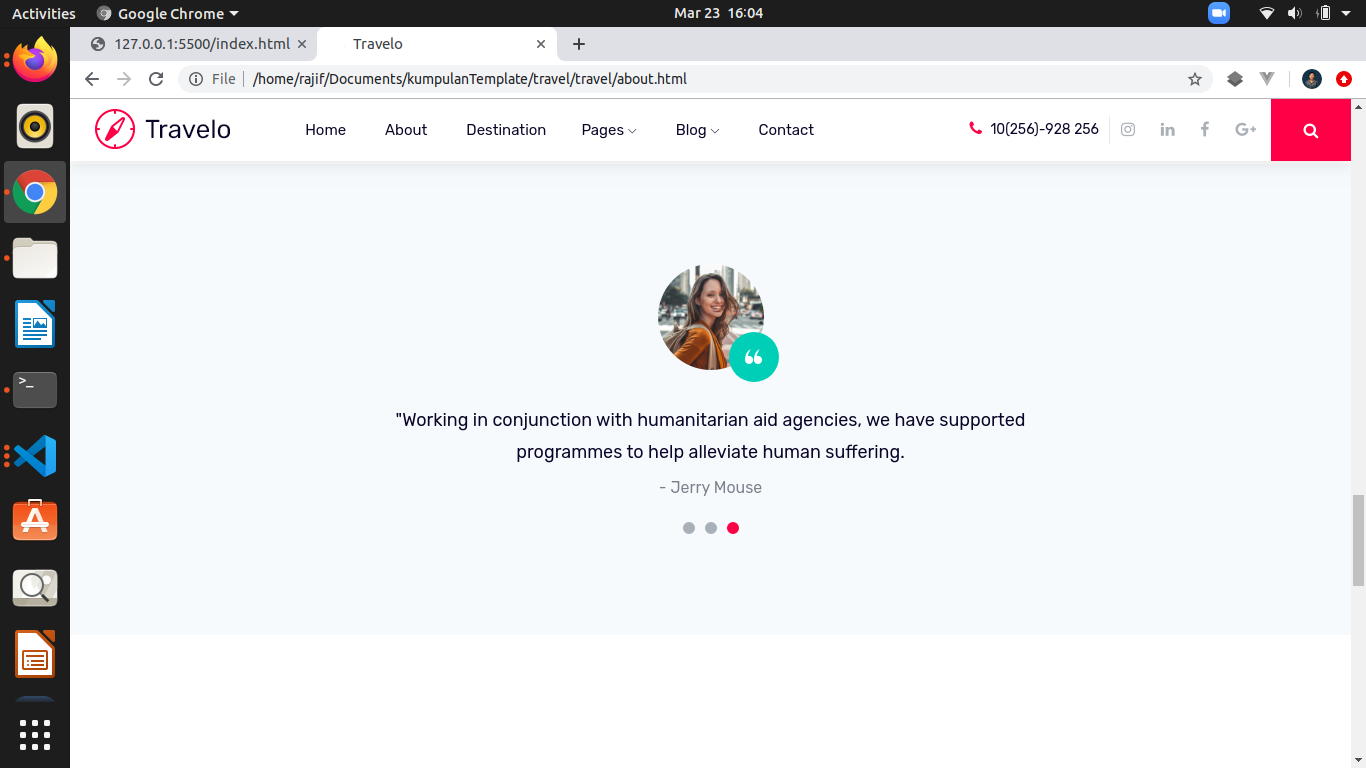 Activities
Google Chrome
Mar 23 16:04
127.0.0.1:5500/index.html
Travelo
File
/home/rajif/Documents/kumpulanTemplate/travel/travel/about.html
Travelo
Home
About
Destination
Pages
Blog
Contact
10(256)-928 256
"Working in conjunction with humanitarian aid agencies, we have supported
programmes to help alleviate human suffering.
- Jerry Mouse